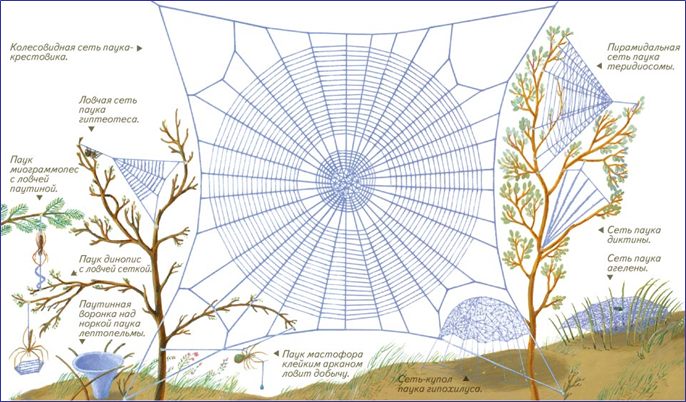 Колесовидная сеть паука-
крестовика.
Пирамидальная
сеть паука
теридиосомы.
Ловчая сеть
паука
гиптеотеса.
Паук
миограммопес
с ловчей
паутиной.
Сеть паука
диктины.
Паук динопис
с ловчей сеткой.
Сеть паука
агелены.
Паутинная
воронка над
норкой паука
лептопельмы.
Паук мастофора
клейким арканом
ловит добычу.
Сеть-купол
паука гипохилуса.